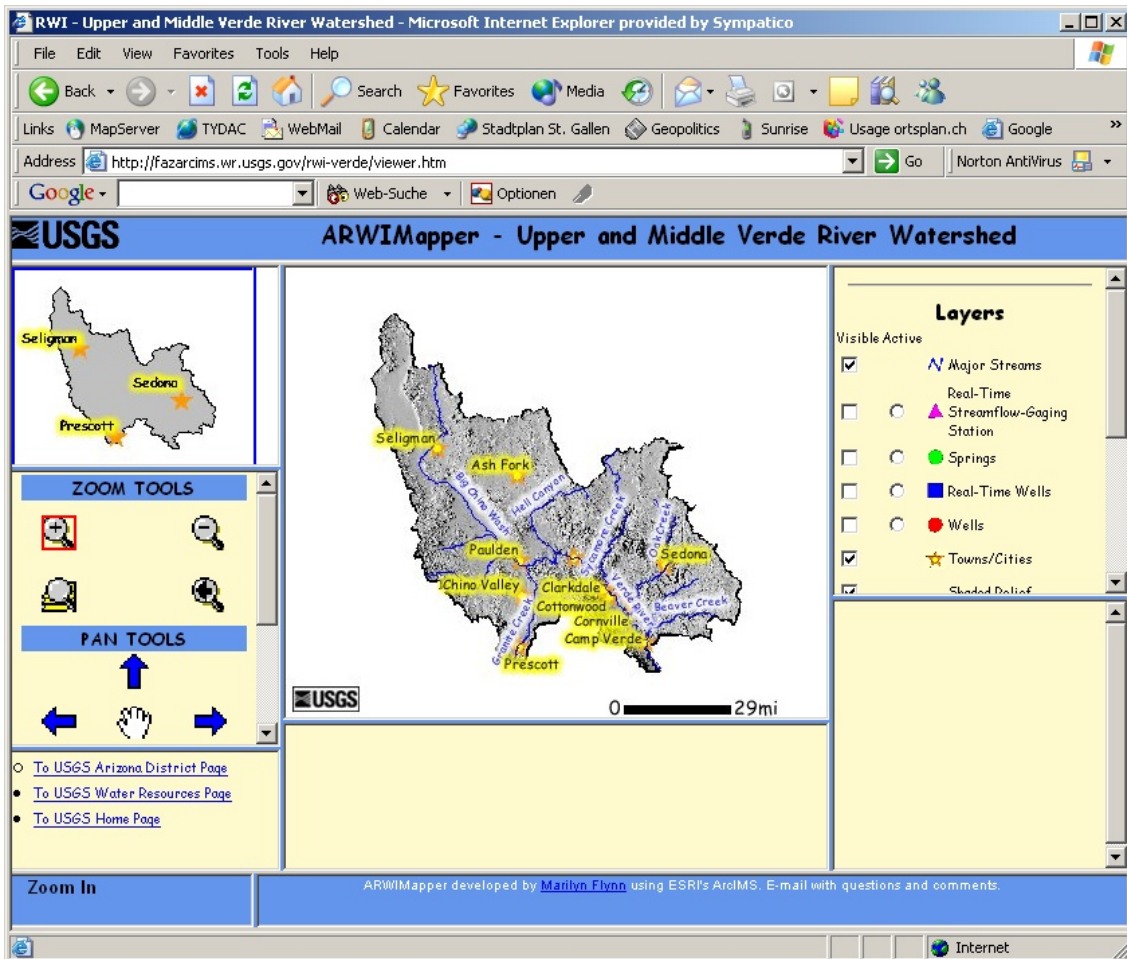 RWI - Upper and Middle Verde River Watershed - Microsoft Internet Explorer provided by Sympatico
File Edit View Favorites Tools Help
Back Search Favorites Media
Links MapServer TYDAC WebMail Calendar Stadtplan St. Gallen Geopolitics Sunrise Usage ortsplan.ch Google »
Address http://fazarcims.wr.usgs.gov/rwi-verde/viewer.htm Go Norton AntiVirus
Google Web-Suche Optionen
USGS ARWIMapper - Upper and Middle Verde River Watershed
Seligman
Sedona
Prescott
ZOOM TOOLS
PAN TOOLS
To USGS Arizona District Page
To USGS Water Resources Page
To USGS Home Page
Seligman
Ash Fork
Big Chino Wash
Hell Canyon
Sycamore Creek
Oak Creek
Paulden
Sedona
Chino Valley
Clarkdale
Verde River
Cottonwood
Beaver Creek
Granite Creek
Cornville
Camp Verde
Prescott
USGS
0 29mi
Layers
Visible Active
Major Streams
Real-Time
Streamflow-Gaging
Station
Springs
Real-Time Wells
Wells
Towns/Cities
Shaded Relief
Zoom In
ARWIMapper developed by Marilyn Flynn using ESRI's ArcIMS. E-mail with questions and comments.
Internet